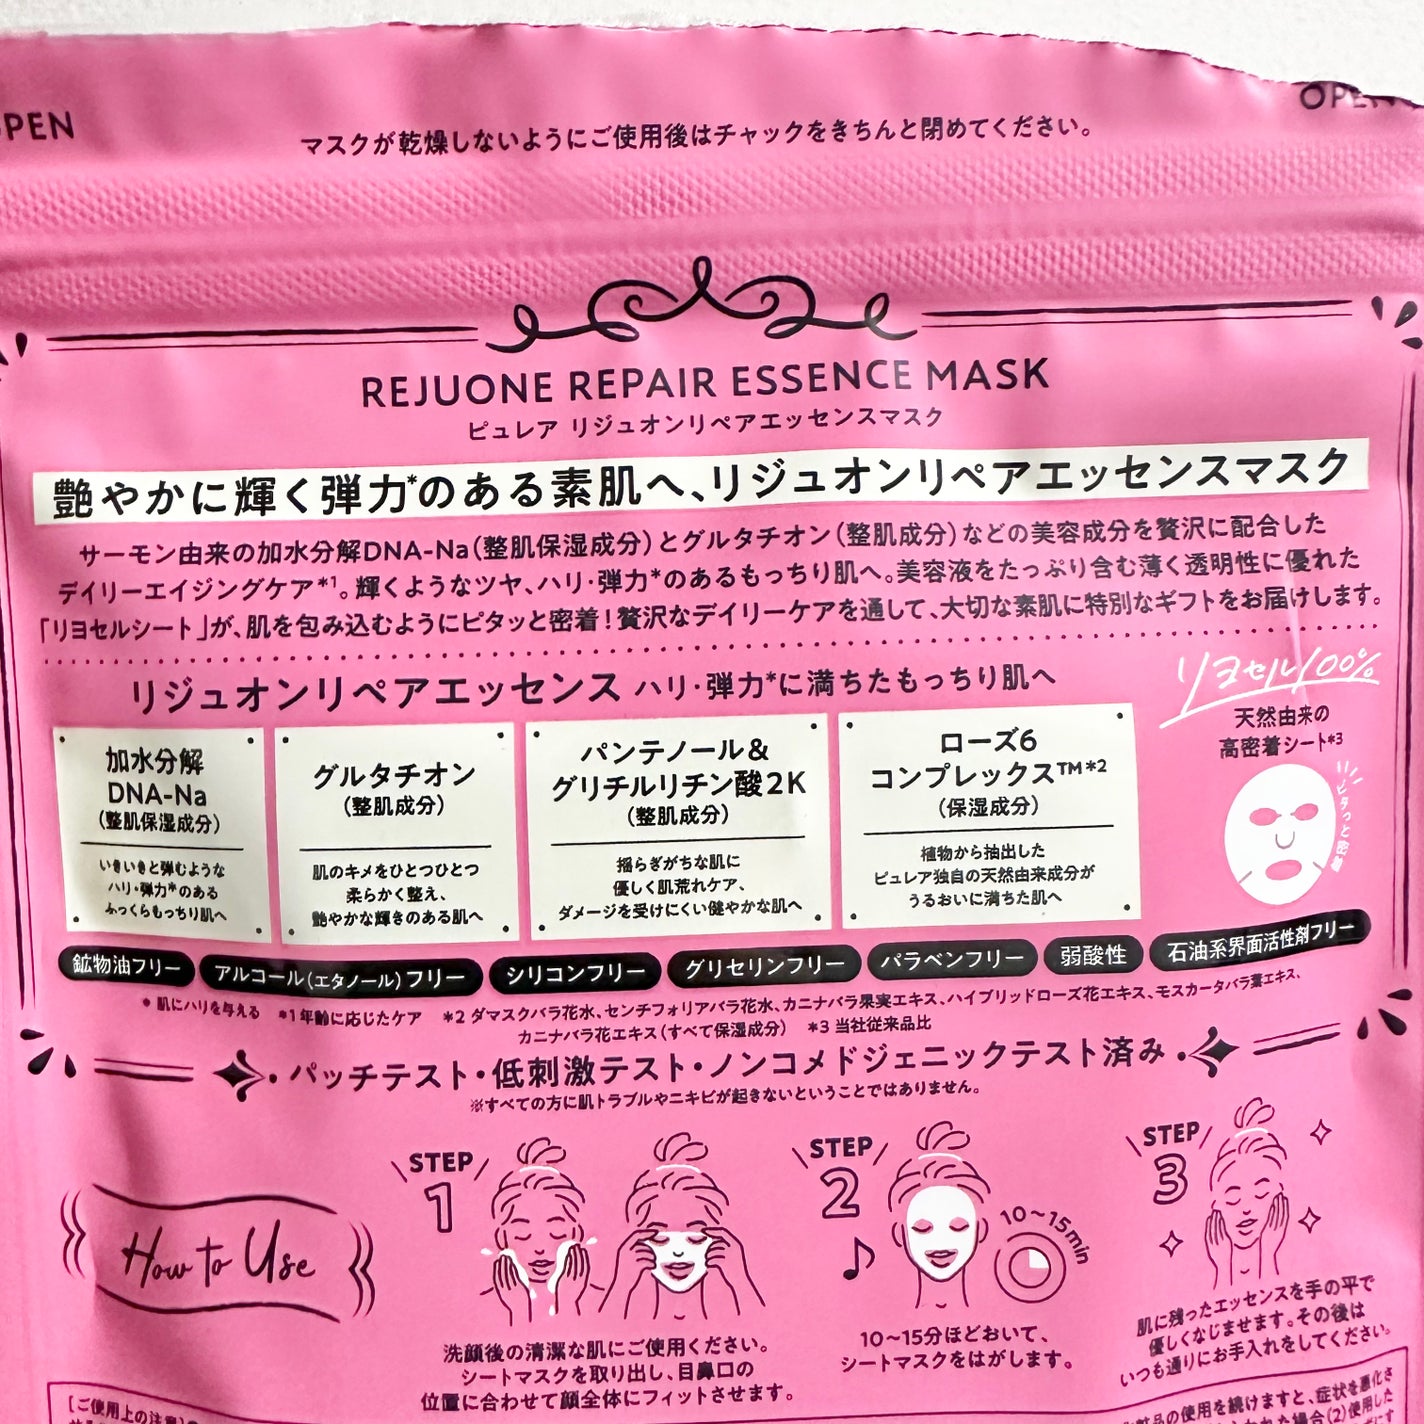 OPEN
マスクが乾燥しないようにご使用後はチャックをきちんと閉めてください。
REJUONE REPAIR ESSENCE MASK
ピュレア リジュオンリペアエッセンスマスク
艶やかに輝く弾力*のある素肌へ、リジュオンリペアエッセンスマスク
サーモン由来の加水分解DNA-Na(整肌保湿成分)とグルタチオン(整肌成分)などの美容成分を贅沢に配合した
デイリーエイジングケア*1。輝くようなツヤ、ハリ・弾力*のあるもっちり肌へ。美容液をたっぷり含む薄く透明性に優れた
「リヨセルシート」が、肌を包み込むようにピタッと密着!贅沢なデイリーケアを通して、大切な素肌に特別なギフトをお届けします。
リジュオンリペアエッセンス ハリ・弾力*に満ちたもっちり肌へ
加水分解
DNA-Na
(整肌保湿成分)
いきいきと弾むような
ハリ・弾力*のある
ふっくらもっちり肌へ
グルタチオン
(整肌成分)
肌のキメをひとつひとつ
柔らかく整え、
艶やかな輝きのある肌へ
パンテノール&
グリチルリチン酸2K
(整肌成分)
揺らぎがちな肌に
優しく肌荒れケア、
ダメージを受けにくい健やかな肌へ
ローズ6
コンプレックス™*2
(保湿成分)
植物から抽出した
ピュレア独自の天然由来成分が
うるおいに満ちた肌へ
リヨセル100%
天然由来の
高密着シート*3
ピタっと密着
鉱物油フリー
アルコール(エタノール)フリー
シリコンフリー
グリセリンフリー
パラベンフリー
弱酸性
石油系界面活性剤フリー
* 肌にハリを与える *1 年齢に応じたケア *2 ダマスクバラ花水、センチフォリアバラ花水、カニナバラ果実エキス、ハイブリッドローズ花エキス、モスカータバラ葉エキス、
カニナバラ花エキス(すべて保湿成分) *3 当社従来品比
・パッチテスト・低刺激テスト・ノンコメドジェニックテスト済み・
※すべての方に肌トラブルやニキビが起きないということではありません。
How to Use
STEP
1
洗顔後の清潔な肌にご使用ください。
シートマスクを取り出し、目鼻口の
位置に合わせて顔全体にフィットさせます。
STEP
2
10~15min
10~15分ほどおいて、
シートマスクをはがします。
STEP
3
肌に残ったエッセンスを手の平で
優しくなじませます。その後は
いつも通りにお手入れをしてください。
[ご使用上の注意]
化粧品の使用を続けますと、症状を悪化さ